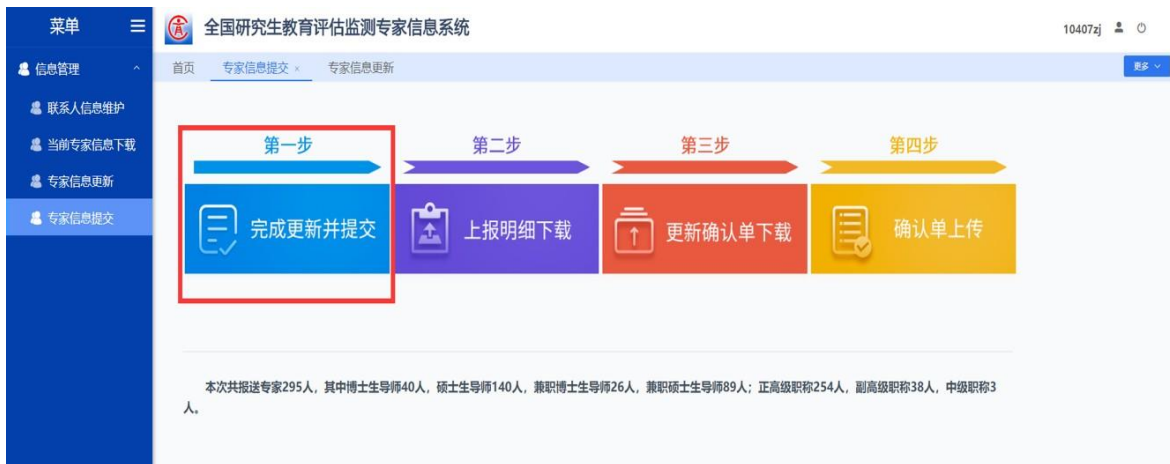 菜单
全国研究生教育评估监测专家信息系统
10407zj
信息管理
首页 专家信息提交 × 专家信息更新
更多
联系人信息维护
当前专家信息下载
专家信息更新
专家信息提交
第一步
第二步
第三步
第四步
完成更新并提交
上报明细下载
更新确认单下载
确认单上传
本次共报送专家295人，其中博士生导师40人，硕士生导师140人，兼职博士生导师26人，兼职硕士生导师89人；正高级职称254人，副高级职称38人，中级职称3
人。